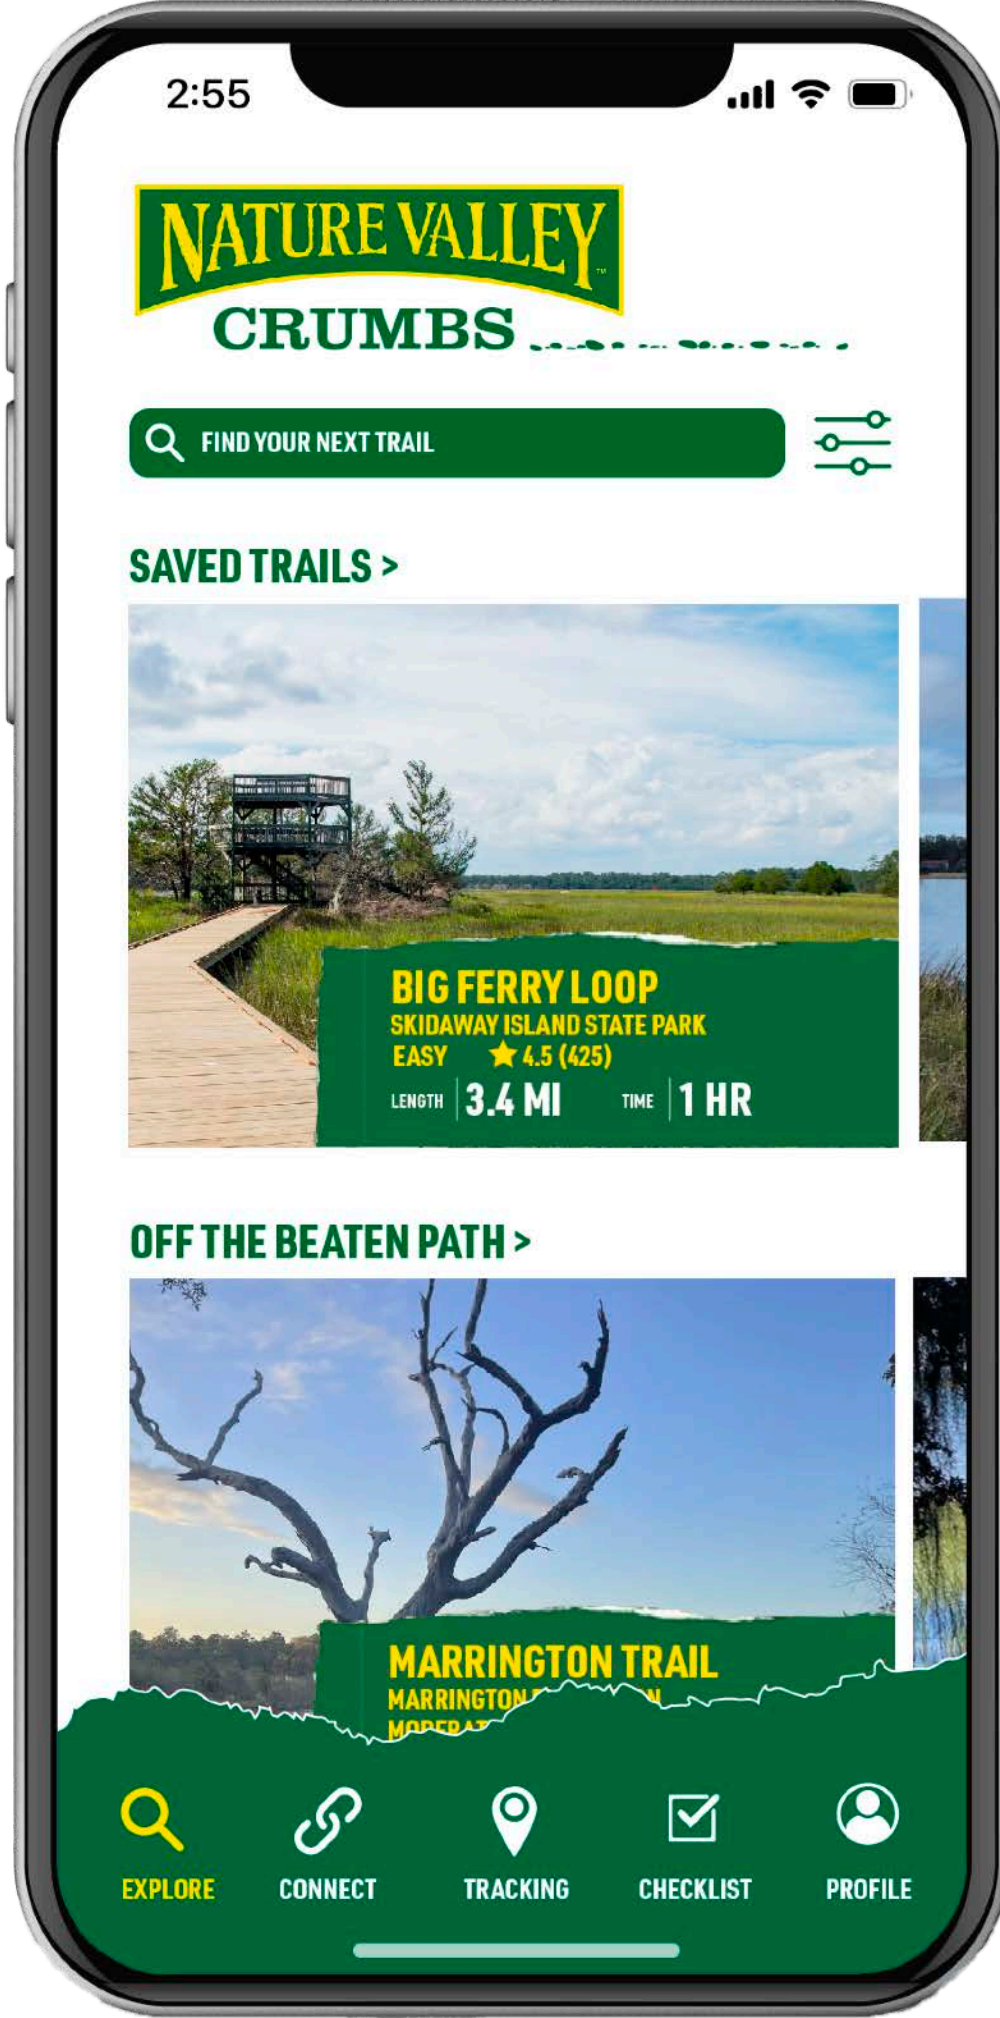 2:55
NATURE VALLEY™
CRUMBS
FIND YOUR NEXT TRAIL
SAVED TRAILS >
BIG FERRY LOOP
SKIDAWAY ISLAND STATE PARK
EASY ★ 4.5 (425)
LENGTH | 3.4 MI TIME | 1 HR
OFF THE BEATEN PATH >
MARRINGTON TRAIL
MARRINGTON
EXPLORE CONNECT TRACKING CHECKLIST PROFILE